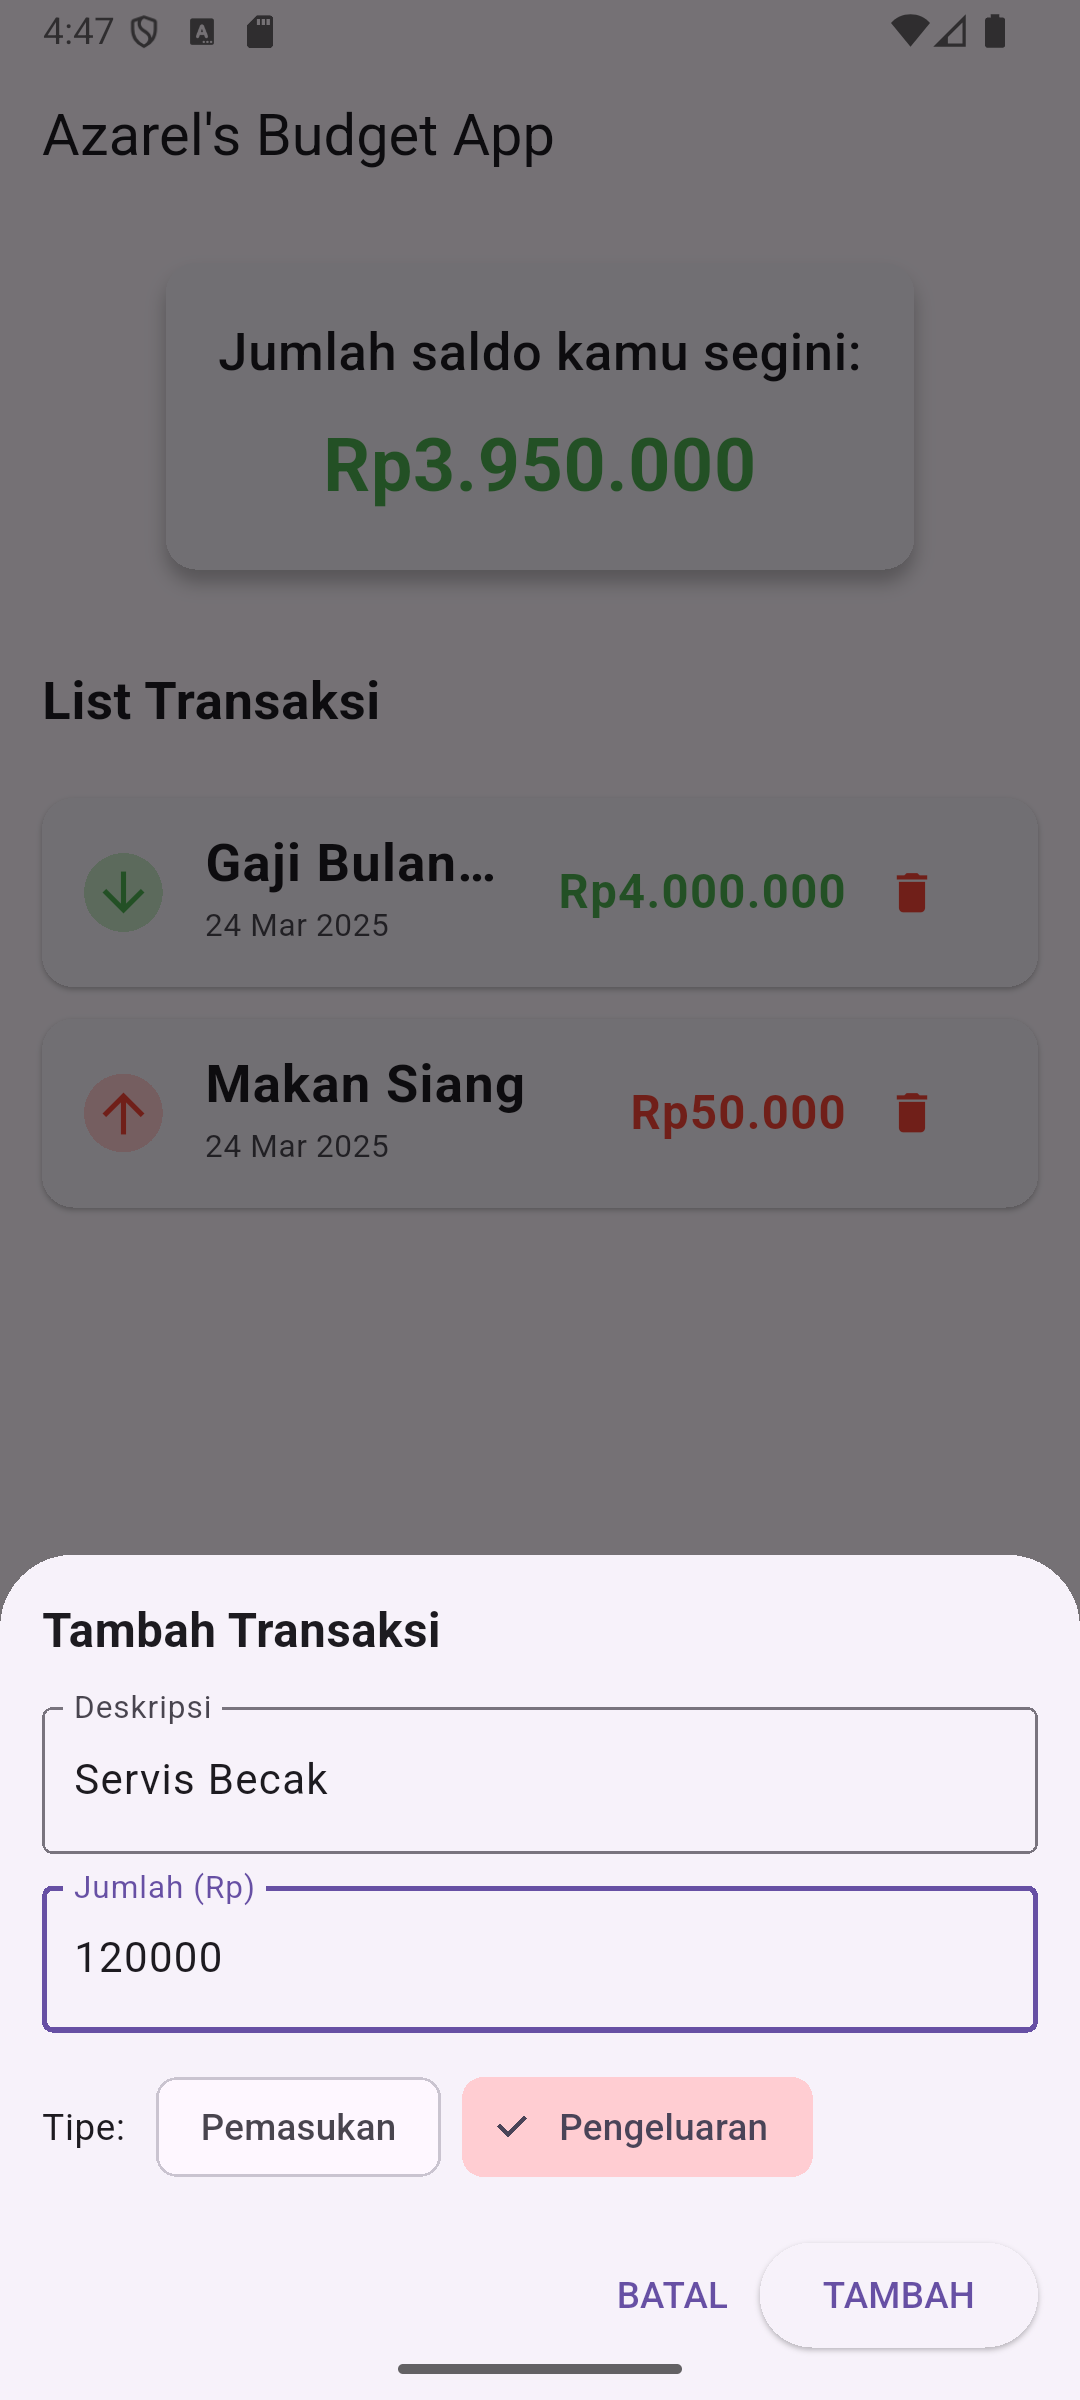 4:47
Azarel's Budget App
Jumlah saldo kamu segini:
Rp3.950.000
List Transaksi
Gaji Bulan…
Rp4.000.000
24 Mar 2025
Makan Siang
Rp50.000
24 Mar 2025
Tambah Transaksi
Deskripsi
Servis Becak
Jumlah (Rp)
120000
Tipe: Pemasukan Pengeluaran
BATAL TAMBAH